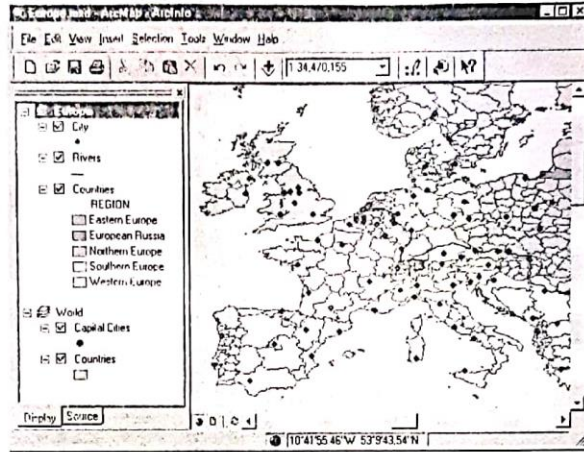 Europe.mxd - ArcMap - ArcInfo
File Edit View Insert Selection Tools Window Help
1:34,470,155
Europe
City
Rivers
Countries
REGION
Eastern Europe
European Russia
Northern Europe
Southern Europe
Western Europe
World
Capital Cities
Countries
Display Source
10°41'55.46"W 53°9'43.54"N